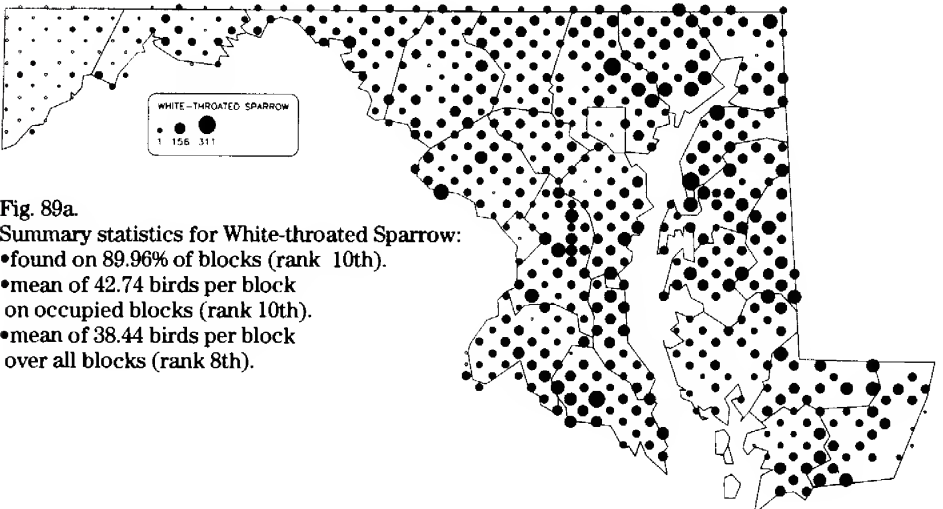 WHITE-THROATED SPARROW
1 156 311
Fig. 89a.
Summary statistics for White-throated Sparrow:
•found on 89.96% of blocks (rank 10th).
•mean of 42.74 birds per block
on occupied blocks (rank 10th).
•mean of 38.44 birds per block
over all blocks (rank 8th).